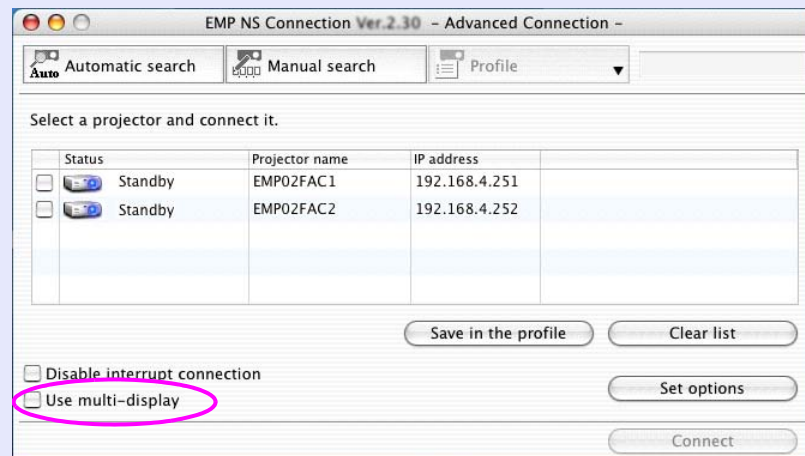 EMP NS Connection Ver.2.30 - Advanced Connection -
Auto Automatic search Manual search Profile
Select a projector and connect it.
Status Projector name IP address
Standby EMP02FAC1 192.168.4.251
Standby EMP02FAC2 192.168.4.252
Save in the profile Clear list
Disable interrupt connection
Set options
Use multi-display
Connect